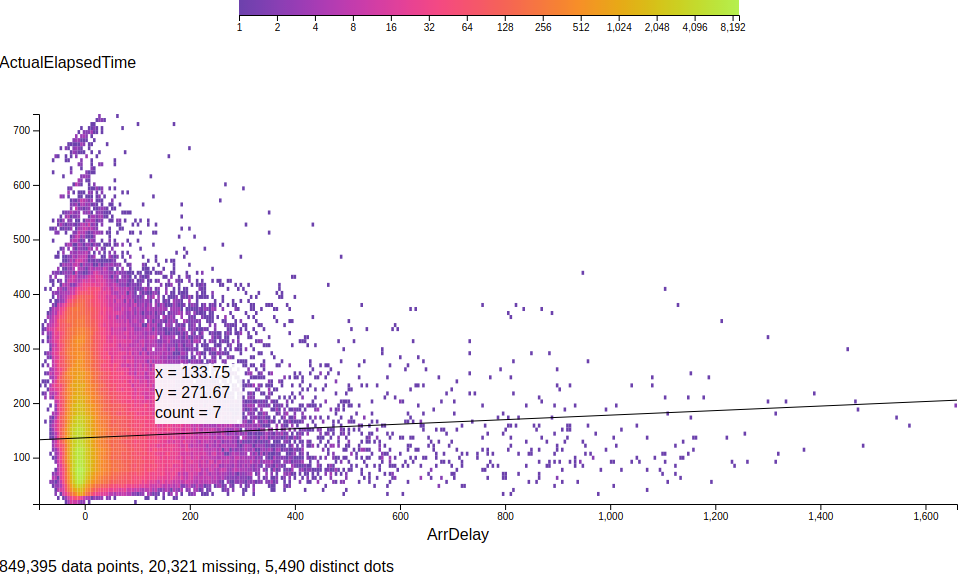 1 2 4 8 16 32 64 128 256 512 1,024 2,048 4,096 8,192
ActualElapsedTime
700
600
500
400
300
x = 133.75
y = 271.67
200
count = 7
100
0 200 400 600 800 1,000 1,200 1,400 1,600
ArrDelay
849,395 data points, 20,321 missing, 5,490 distinct dots